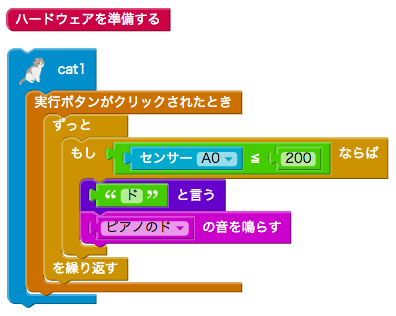 ハードウェアを準備する
cat1
実行ボタンがクリックされたとき
ずっと
もし センサー A0 ≦ 200 ならば
“ ド ” と言う
ピアノのド の音を鳴らす
を繰り返す